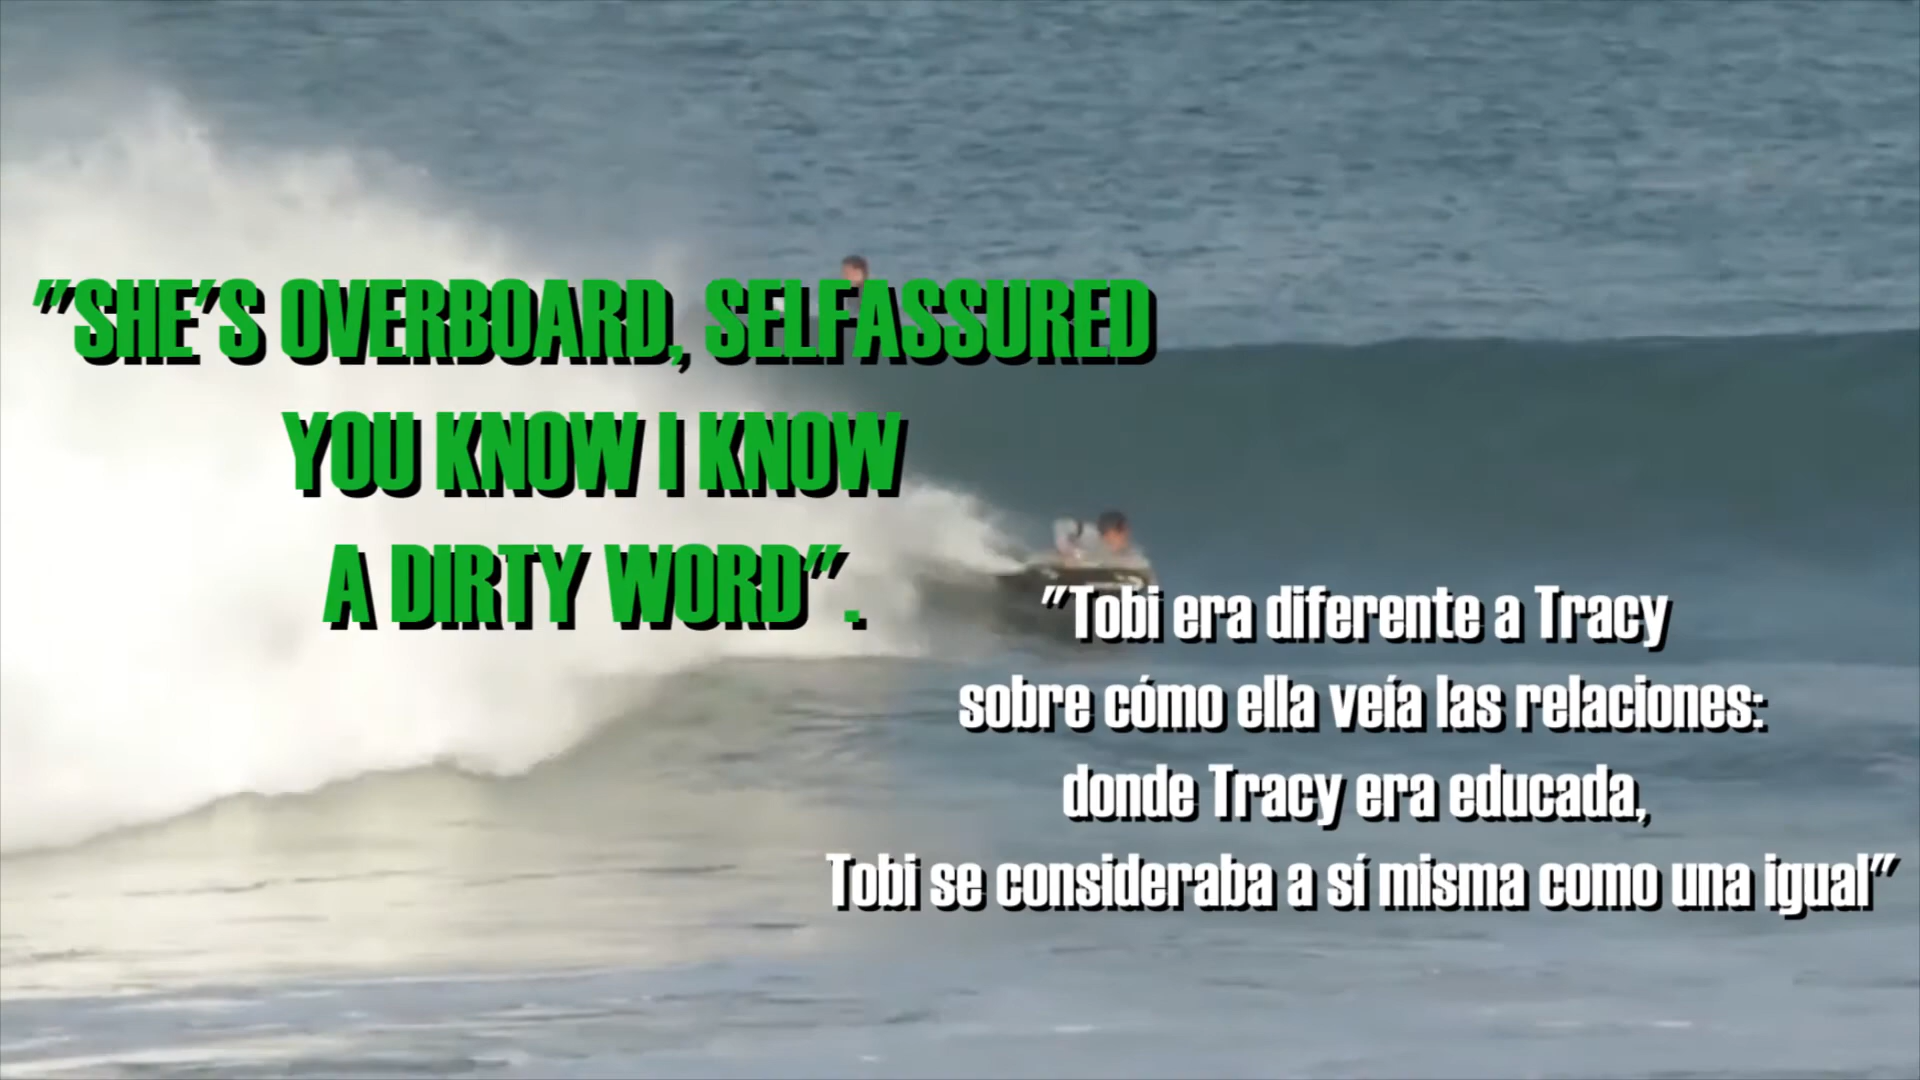 "SHE'S OVERBOARD, SELFASSURED
YOU KNOW I KNOW
A DIRTY WORD".
"Tobi era diferente a Tracy
sobre cómo ella veía las relaciones:
donde Tracy era educada,
Tobi se consideraba a sí misma como una igual"